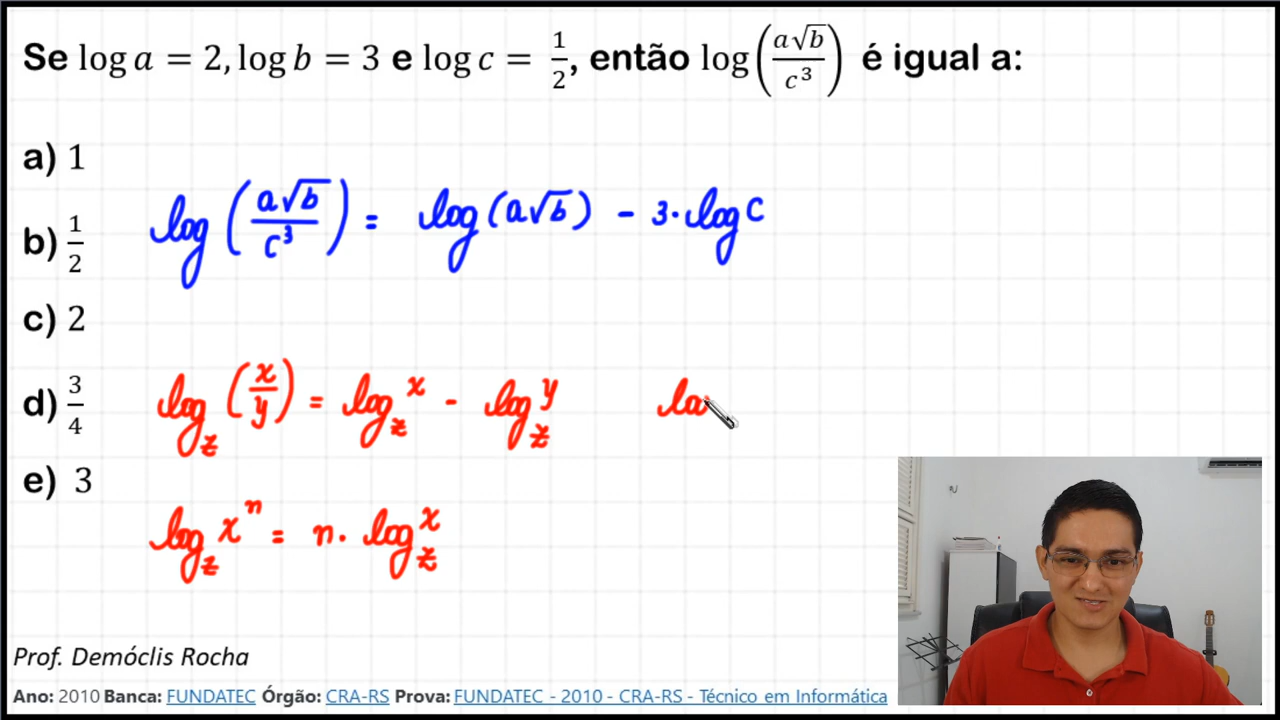 Se log a = 2, log b = 3 e log c = 1/2, então log(a√b/c³) é igual a:
a) 1
log(a√b/c³) = log(a√b) - 3·log c
b) 1/2
c) 2
d) 3/4
log_z(x/y) = log_z x - log_z y
lo
e) 3
log_z xⁿ = n·log_z x
Prof. Demóclis Rocha
Ano: 2010 Banca: FUNDATEC Órgão: CRA-RS Prova: FUNDATEC - 2010 - CRA-RS - Técnico em Informática